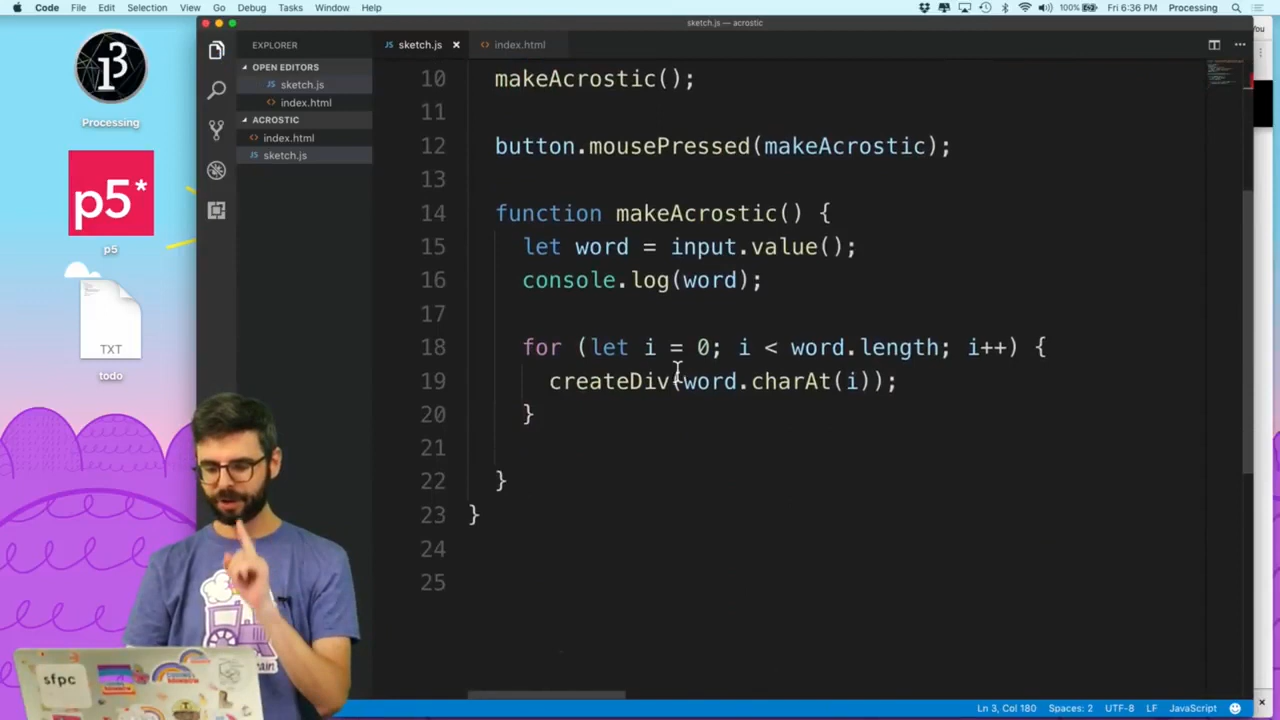 Code File Edit Selection View Go Debug Tasks Window Help
100% Fri 6:36 PM Processing
sketch.js — acrostic
You
EXPLORER
JS sketch.js
<> index.html
OPEN EDITORS
JS sketch.js
<> index.html
ACROSTIC
<> index.html
JS sketch.js
Processing
p5*
p5
TXT
todo
10 makeAcrostic();
11
12 button.mousePressed(makeAcrostic);
13
14 function makeAcrostic() {
15 let word = input.value();
16 console.log(word);
17
18 for (let i = 0; i < word.length; i++) {
19 createDiv(word.charAt(i));
20 }
21
22 }
23 }
24
25
sfpc
Ln 3, Col 180 Spaces: 2 UTF-8 LF JavaScript